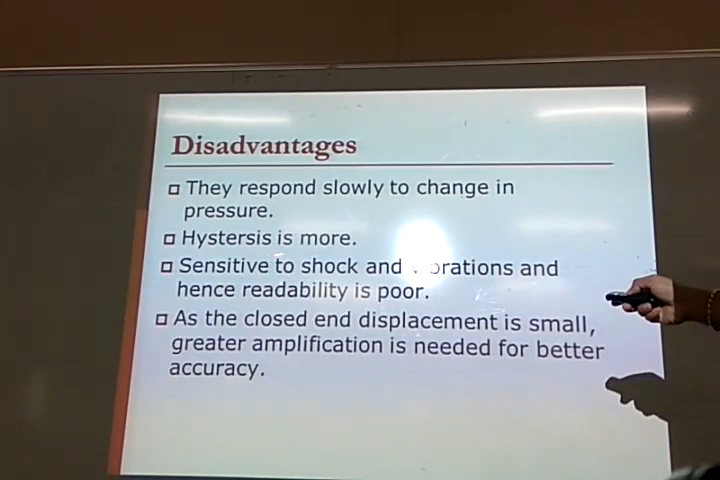 Disadvantages
They respond slowly to change in
pressure.
Hystersis is more.
Sensitive to shock and vibrations and
hence readability is poor.
As the closed end displacement is small,
greater amplification is needed for better
accuracy.